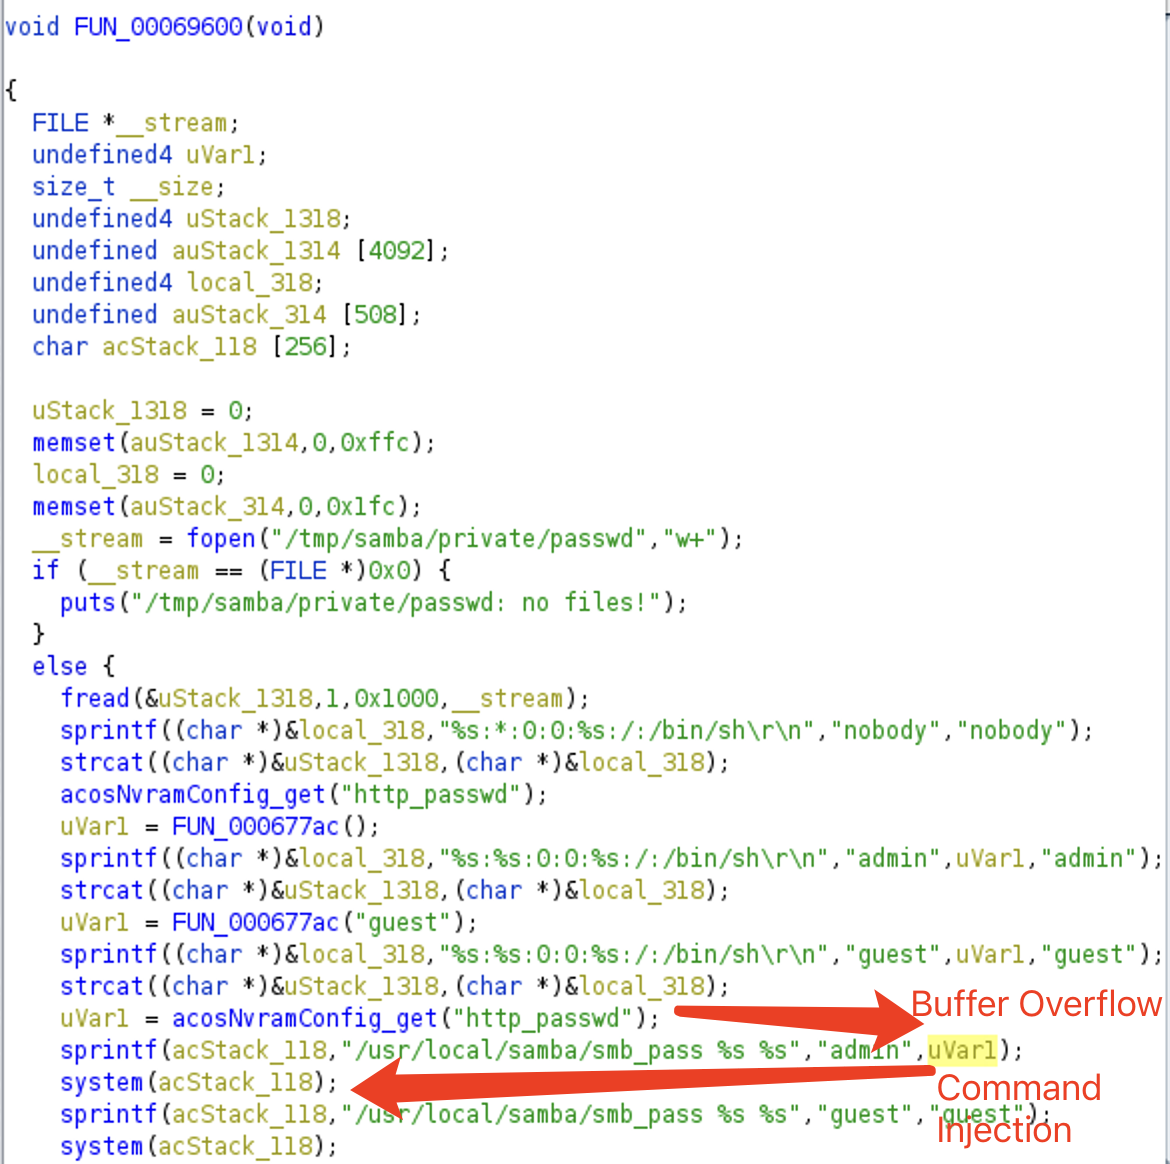 void FUN_00069600(void)
{
FILE *__stream;
undefined4 uVar1;
size_t __size;
undefined4 uStack_1318;
undefined auStack_1314 [4092];
undefined4 local_318;
undefined auStack_314 [508];
char acStack_118 [256];
uStack_1318 = 0;
memset(auStack_1314,0,0xffc);
local_318 = 0;
memset(auStack_314,0,0x1fc);
__stream = fopen("/tmp/samba/private/passwd","w+");
if (__stream == (FILE *)0x0) {
puts("/tmp/samba/private/passwd: no files!");
}
else {
fread(&uStack_1318,1,0x1000,__stream);
sprintf((char *)&local_318,"%s:*:0:0:%s:/:/bin/sh\r\n","nobody","nobody");
strcat((char *)&uStack_1318,(char *)&local_318);
acosNvramConfig_get("http_passwd");
uVar1 = FUN_000677ac();
sprintf((char *)&local_318,"%s:%s:0:0:%s:/:/bin/sh\r\n","admin",uVar1,"admin");
strcat((char *)&uStack_1318,(char *)&local_318);
uVar1 = FUN_000677ac("guest");
sprintf((char *)&local_318,"%s:%s:0:0:%s:/:/bin/sh\r\n","guest",uVar1,"guest");
strcat((char *)&uStack_1318,(char *)&local_318);
Buffer Overflow
uVar1 = acosNvramConfig_get("http_passwd");
sprintf(acStack_118,"/usr/local/samba/smb_pass %s %s","admin",uVar1);
system(acStack_118);
Command
sprintf(acStack_118,"/usr/local/samba/smb_pass %s %s","guest","guest");
Injection
system(acStack_118);